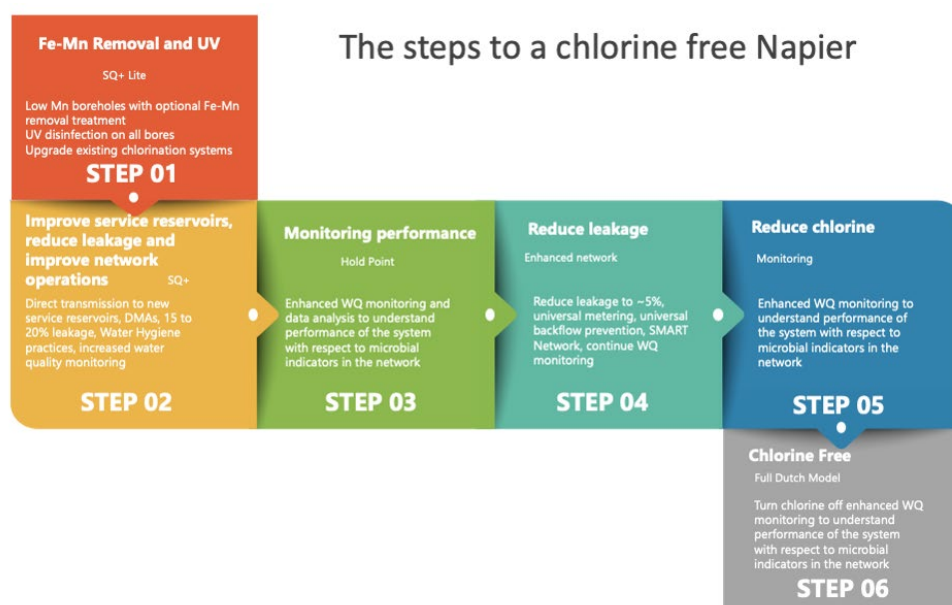 The steps to a chlorine free Napier
Fe-Mn Removal and UV
SQ+ Lite
Low Mn boreholes with optional Fe-Mn
removal treatment
UV disinfection on all bores
Upgrade existing chlorination systems
STEP 01
Improve service reservoirs,
reduce leakage and
improve network
operations SQ+
Direct transmission to new
service reservoirs, DMAs, 15 to
20% leakage, Water Hygiene
practices, increased water
quality monitoring
STEP 02
Monitoring performance
Hold Point
Enhanced WQ monitoring and
data analysis to understand
performance of the system
with respect to microbial
indicators in the network
STEP 03
Reduce leakage
Enhanced network
Reduce leakage to ~5%,
universal metering, universal
backflow prevention, SMART
Network, continue WQ
monitoring
STEP 04
Reduce chlorine
Monitoring
Enhanced WQ monitoring to
understand performance of
the system with respect to
microbial indicators in the
network
STEP 05
Chlorine Free
Full Dutch Model
Turn chlorine off enhanced WQ
monitoring to understand
performance of the system
with respect to microbial
indicators in the network
STEP 06